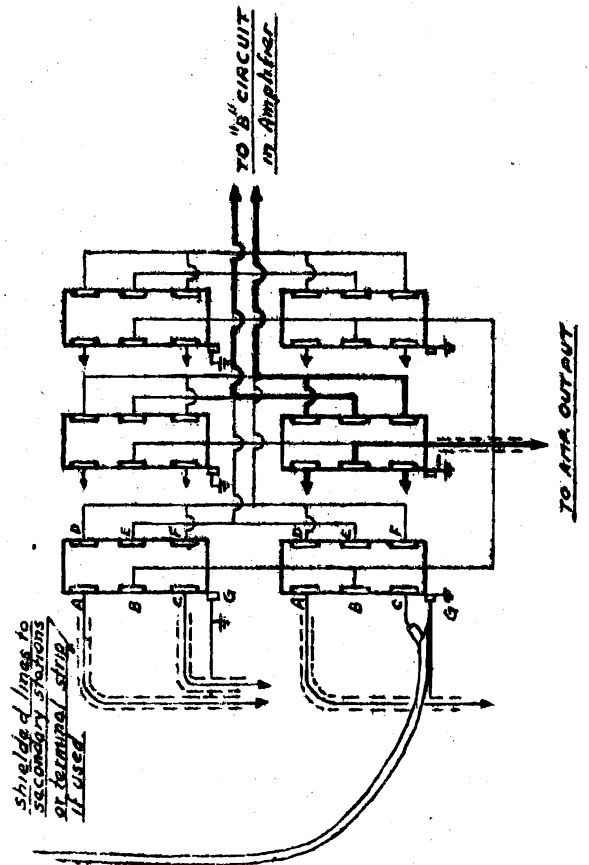 TO "B" CIRCUIT
in Amplifier
TO AMP. OUTPUT
Shielded lines to
secondary stations
or terminal strip
if used
A
B
C
D
E
F
G
A
B
C
D
E
F
G